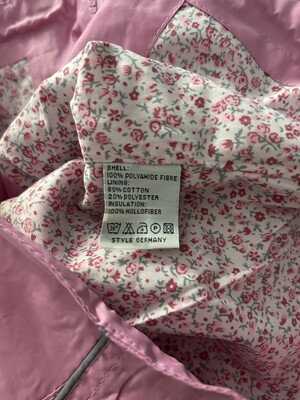 SHELL:
100% POLYAMIDE FIBRE
LINING:
80% COTTON
20% POLYESTER
INSULATION:
100% HOLLOFIBER
STYLE GERMANY